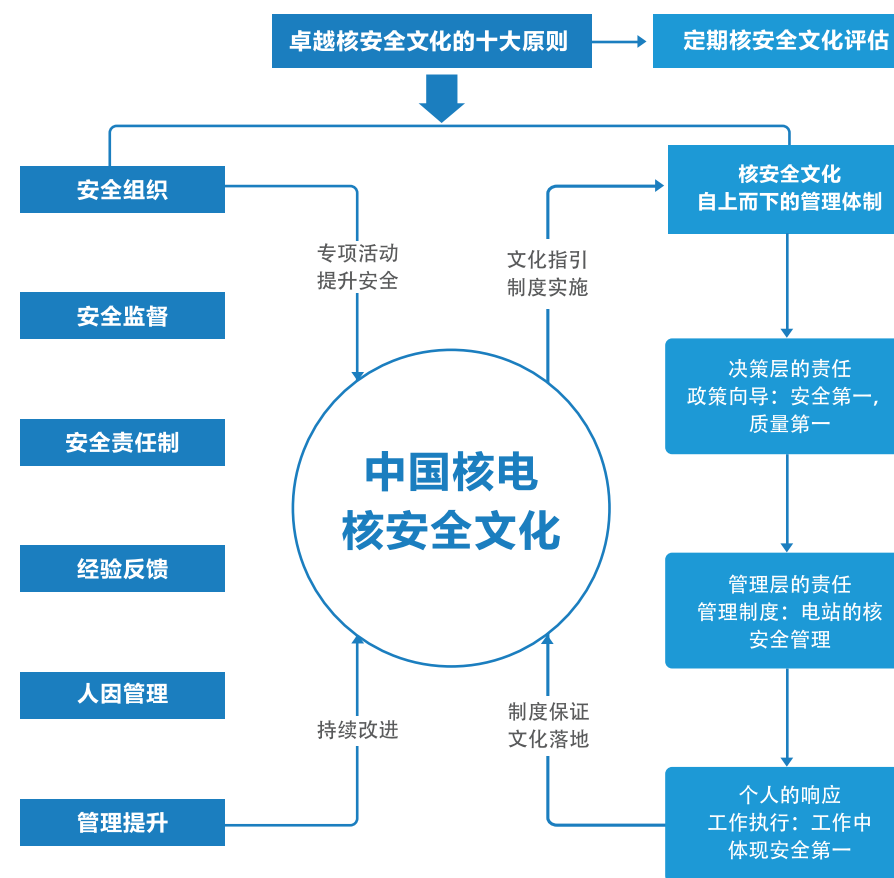 卓越核安全文化的十大原则
定期核安全文化评估
安全组织
安全监督
安全责任制
经验反馈
人因管理
管理提升
专项活动
提升安全
文化指引
制度实施
中国核电
核安全文化
持续改进
制度保证
文化落地
核安全文化
自上而下的管理体制
决策层的责任
政策向导：安全第一，
质量第一
管理层的责任
管理制度：电站的核
安全管理
个人的响应
工作执行：工作中
体现安全第一